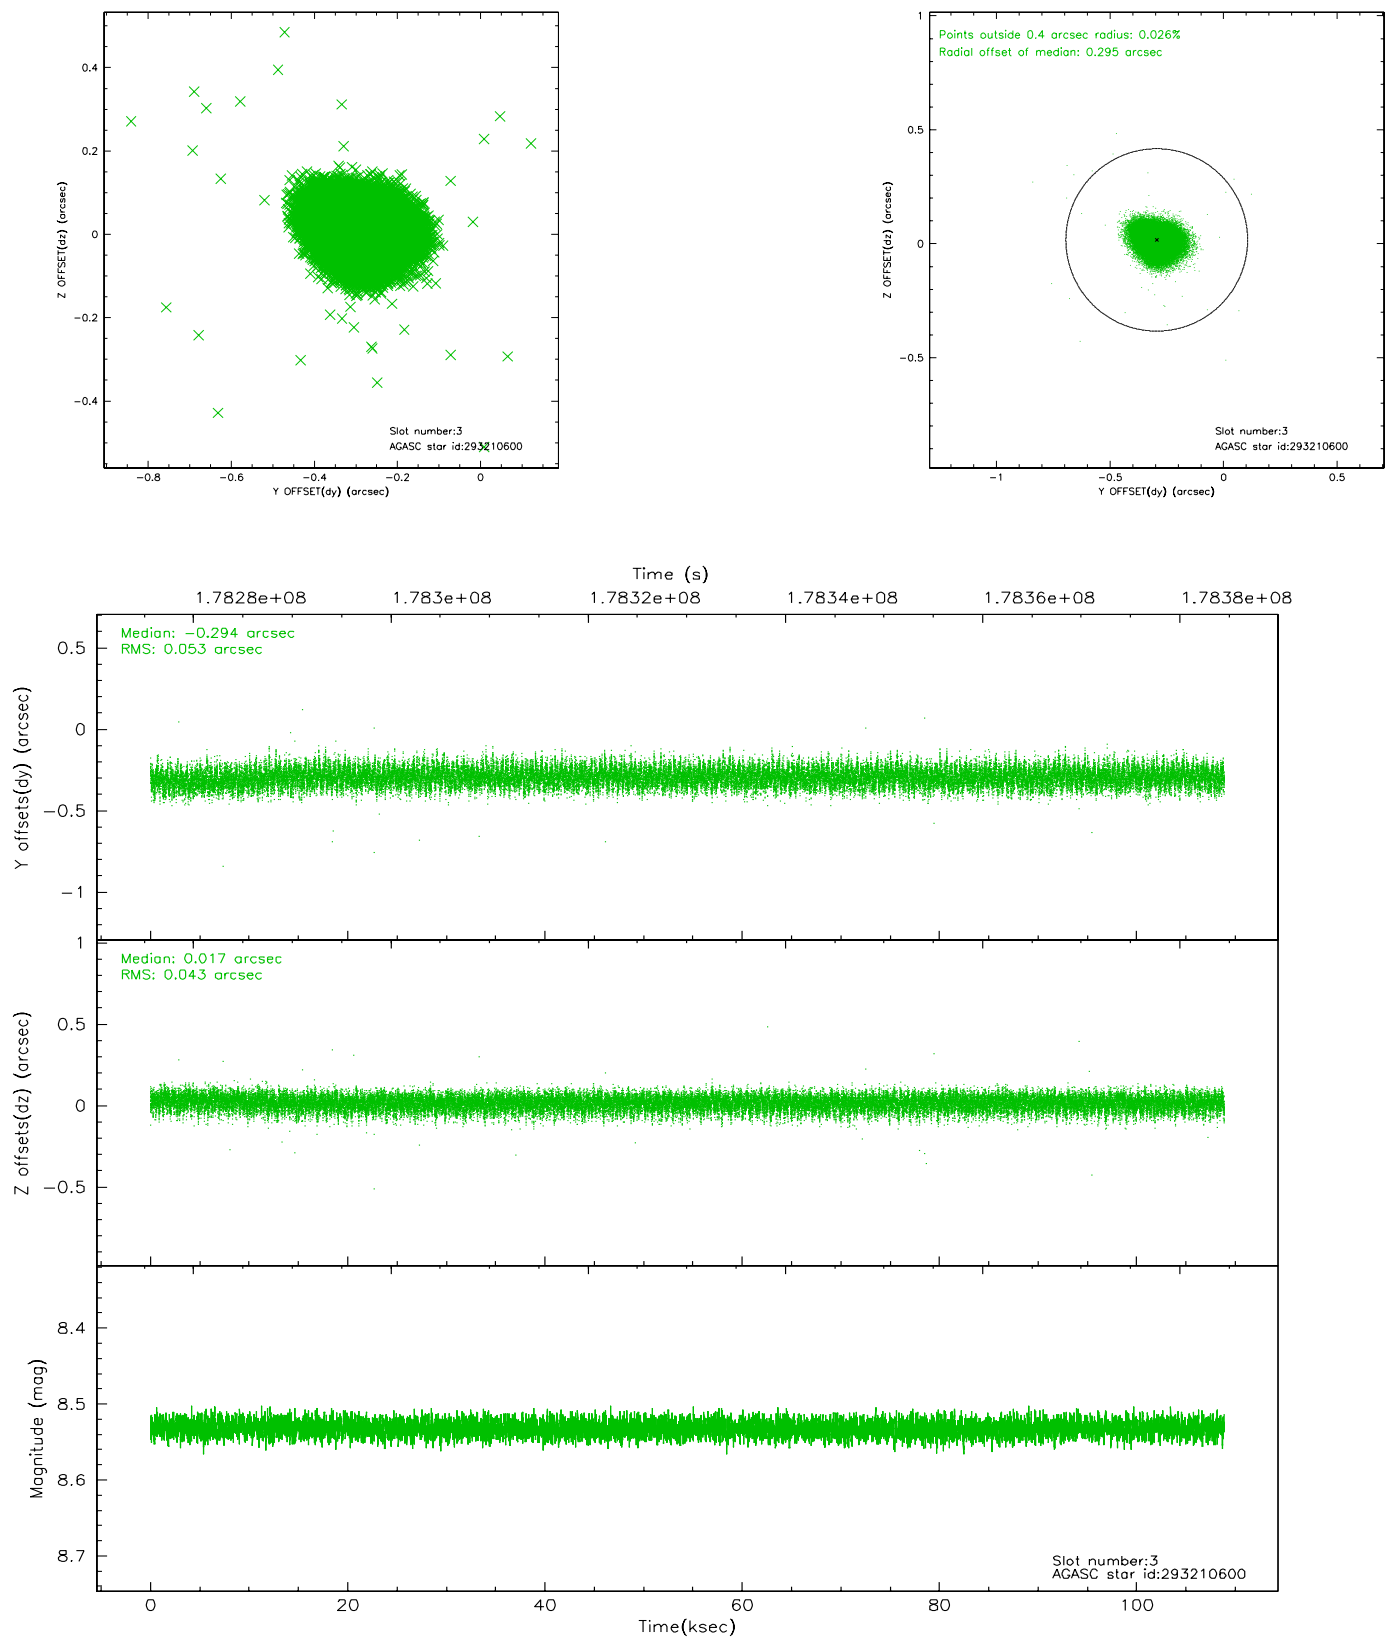 0.4
0.2
0
-0.2
-0.4
Z OFFSET(dz) (arcsec)
Slot number:3
AGASC star id:293210600
-0.8 -0.6 -0.4 -0.2 0
Y OFFSET(dy) (arcsec)
1
0.5
0
-0.5
Z OFFSET(dz) (arcsec)
Points outside 0.4 arcsec radius: 0.026%
Radial offset of median: 0.295 arcsec
Slot number:3
AGASC star id:293210600
-1 -0.5 0 0.5
Y OFFSET(dy) (arcsec)
Time (s)
1.7828e+08 1.783e+08 1.7832e+08 1.7834e+08 1.7836e+08 1.7838e+08
Median: -0.294 arcsec
RMS: 0.053 arcsec
0.5
0
-0.5
-1
Y offsets(dy) (arcsec)
Median: 0.017 arcsec
RMS: 0.043 arcsec
1
0.5
0
-0.5
Z offsets(dz) (arcsec)
8.4
8.5
8.6
8.7
Magnitude (mag)
Slot number:3
AGASC star id:293210600
0 20 40 60 80 100
Time(ksec)